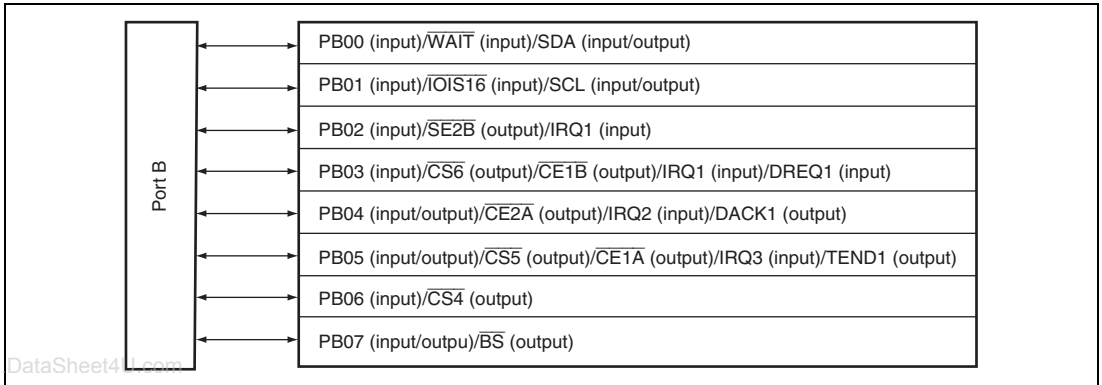 Port B
PB00 (input)/WAIT (input)/SDA (input/output)
PB01 (input)/IOIS16 (input)/SCL (input/output)
PB02 (input)/SE2B (output)/IRQ1 (input)
PB03 (input)/CS6 (output)/CE1B (output)/IRQ1 (input)/DREQ1 (input)
PB04 (input/output)/CE2A (output)/IRQ2 (input)/DACK1 (output)
PB05 (input/output)/CS5 (output)/CE1A (output)/IRQ3 (input)/TEND1 (output)
PB06 (input)/CS4 (output)
PB07 (input/outpu)/BS (output)
DataSheet4U.com